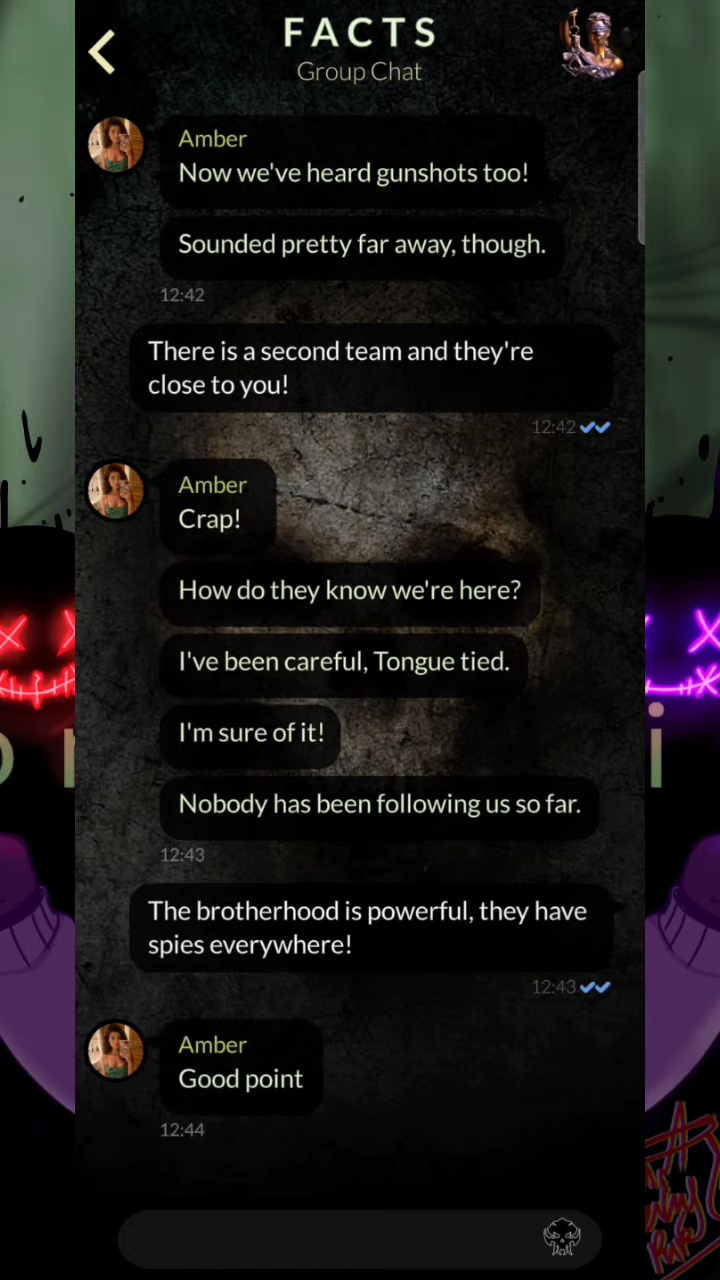 FACTS
Group Chat
Amber
Now we've heard gunshots too!
Sounded pretty far away, though.
12:42
There is a second team and they're
close to you!
12:42
Amber
Crap!
How do they know we're here?
I've been careful, Tongue tied.
I'm sure of it!
Nobody has been following us so far.
12:43
The brotherhood is powerful, they have
spies everywhere!
12:43
Amber
Good point
12:44